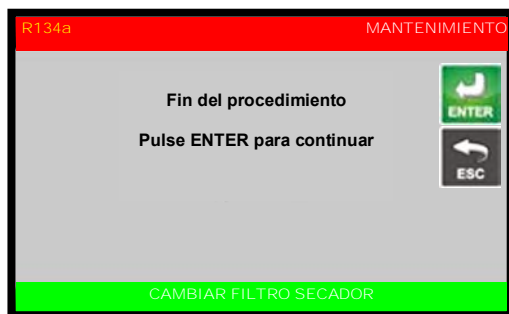 R134a MANTENIMIENTO
Fin del procedimiento
Pulse ENTER para continuar
ENTER
ESC
CAMBIAR FILTRO SECADOR